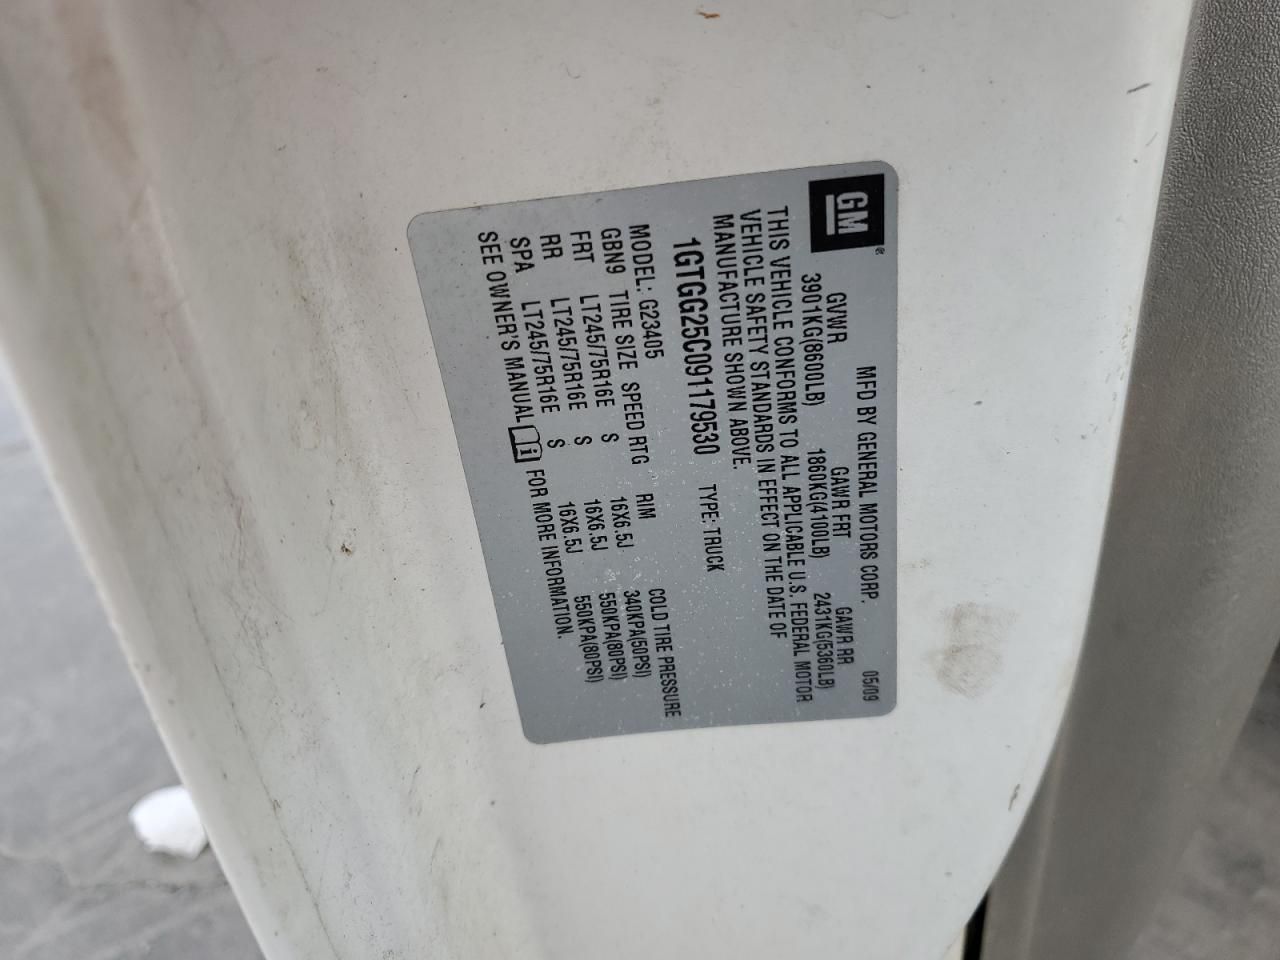 GM
MFD BY GENERAL MOTORS CORP. 05/09
GVWR GAWR FRT GAWR RR
3901KG(8600LB) 1860KG(4100LB) 2431KG(5360LB)
THIS VEHICLE CONFORMS TO ALL APPLICABLE U.S. FEDERAL MOTOR
VEHICLE SAFETY STANDARDS IN EFFECT ON THE DATE OF
MANUFACTURE SHOWN ABOVE.
1GTGG25C091179530 TYPE: TRUCK
MODEL: G23405
GBN9 TIRE SIZE SPEED RTG RIM COLD TIRE PRESSURE
FRT LT245/75R16E S 16X6.5J 340KPA(50PSI)
RR LT245/75R16E S 16X6.5J 550KPA(80PSI)
SPA LT245/75R16E S 16X6.5J 550KPA(80PSI)
SEE OWNER'S MANUAL FOR MORE INFORMATION.